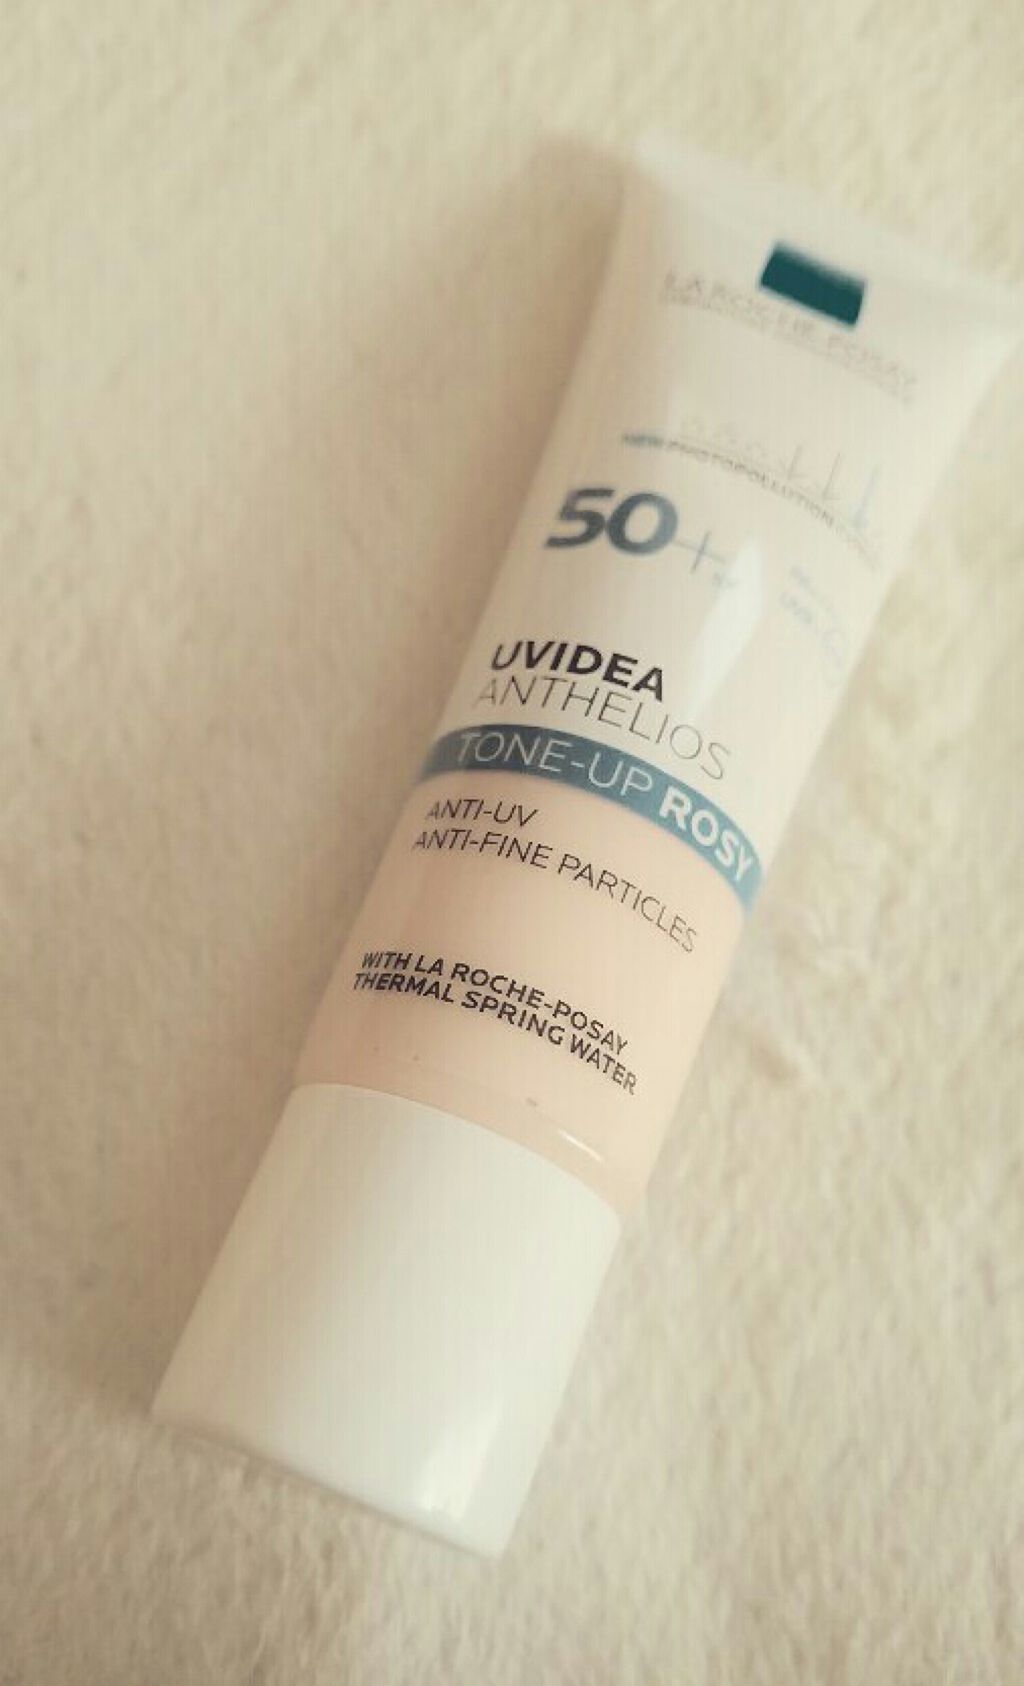 LA ROCHE-POSAY
50+
UVIDEA
ANTHELIOS
TONE-UP ROSY
ANTI-UV
ANTI-FINE PARTICLES
WITH LA ROCHE-POSAY
THERMAL SPRING WATER